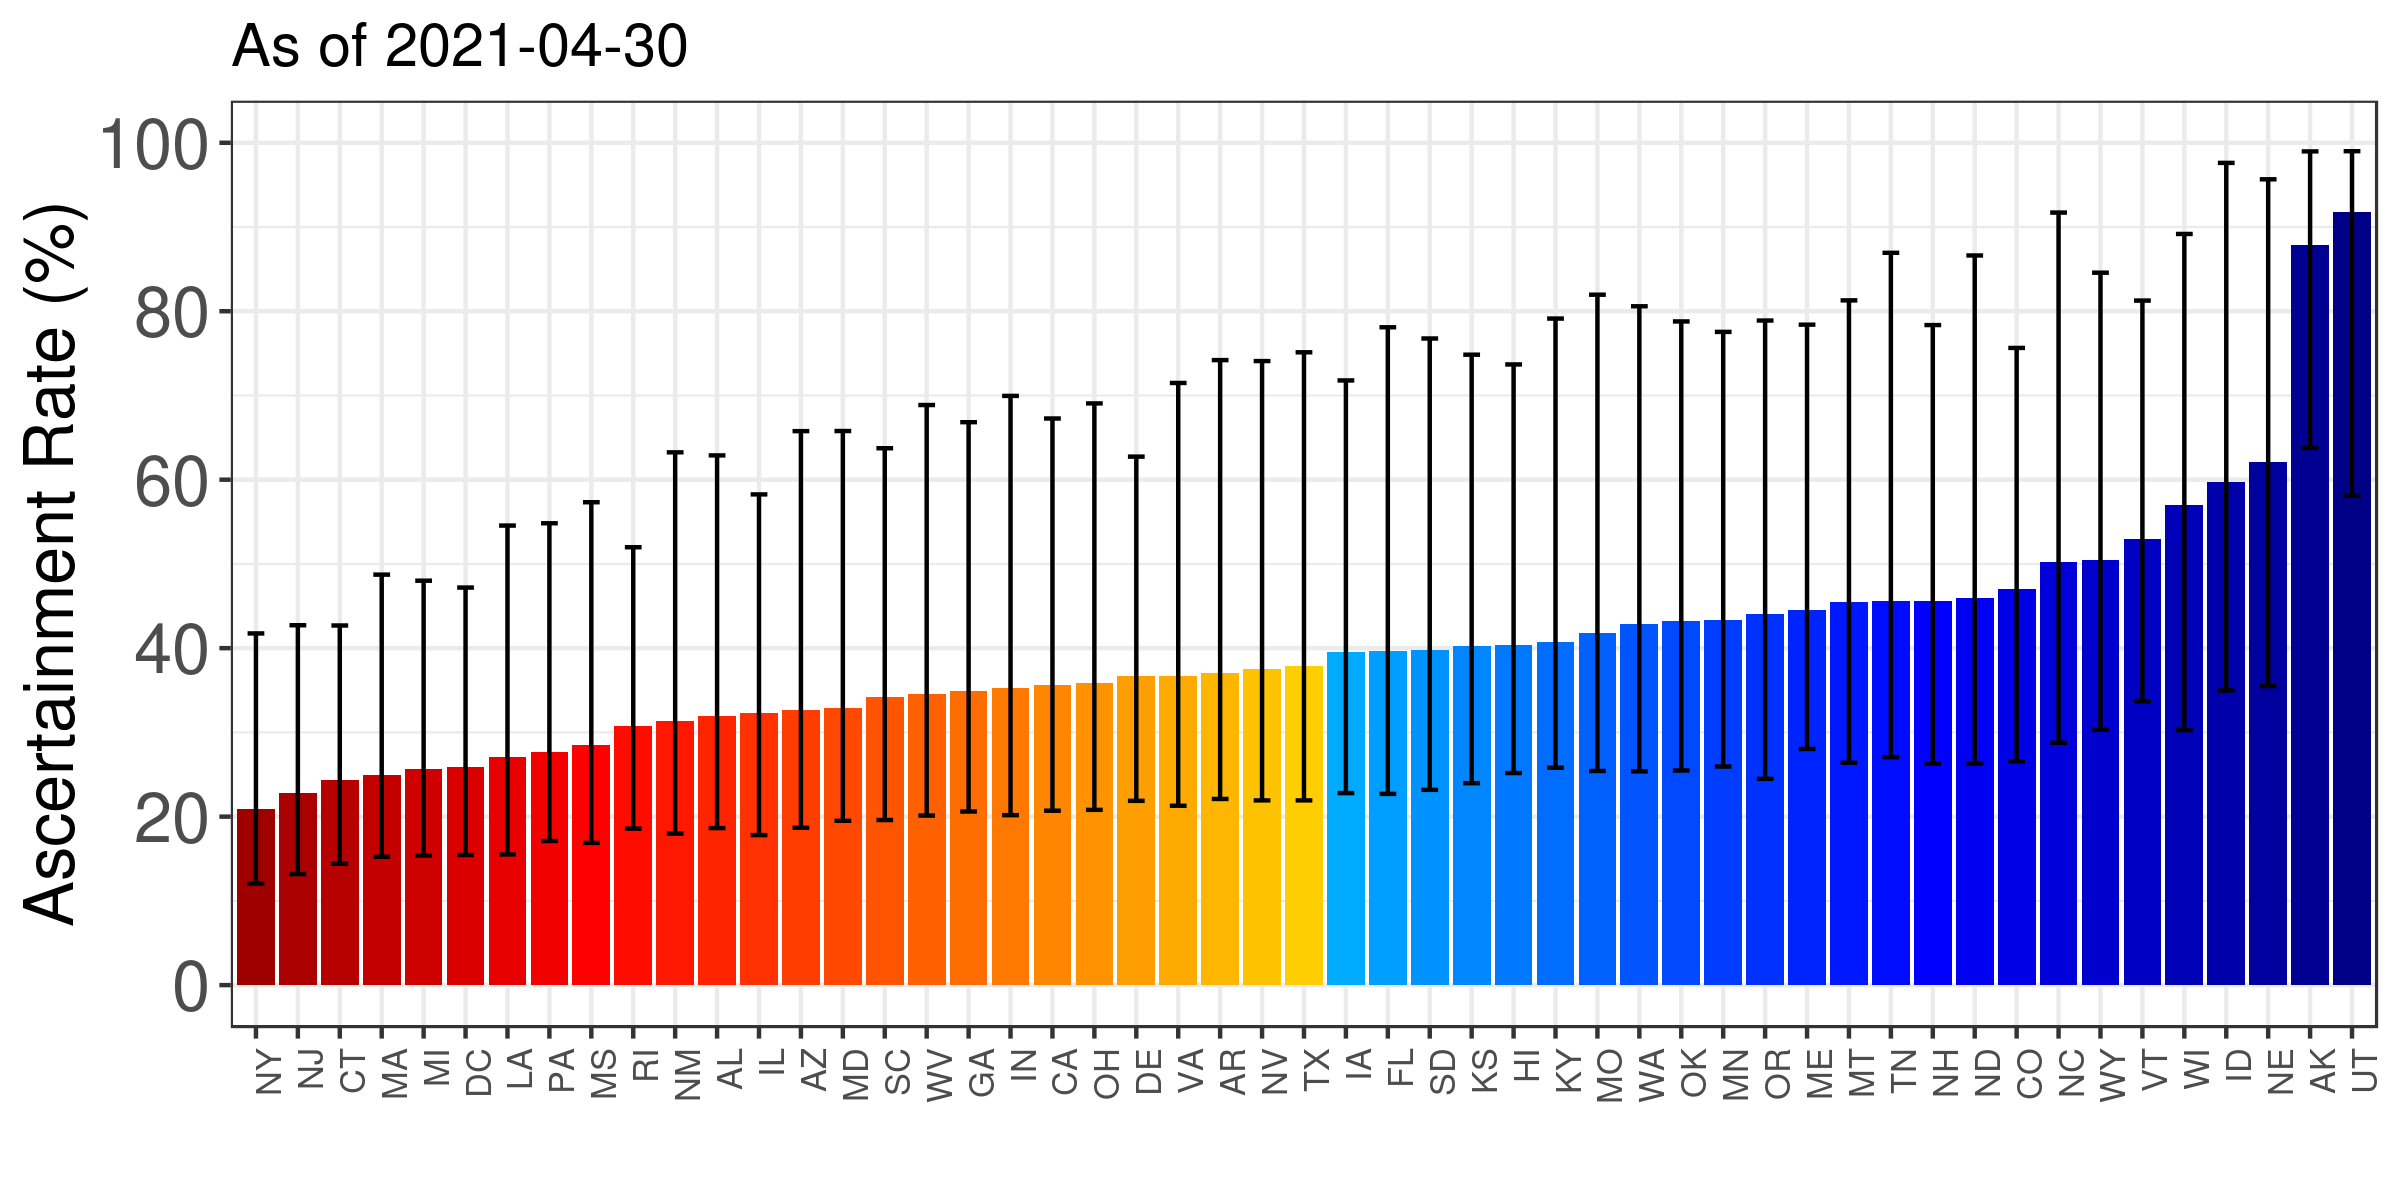 As of 2021-04-30
Ascertainment Rate (%)
100
80
60
40
20
0
NY NJ CT MA MI DC LA PA MS RI NM AL IL AZ MD SC WV GA IN CA OH DE VA AR NV TX IA FL SD KS HI KY MO WA OK MN OR ME MT TN NH ND CO NC WY VT WI ID NE AK UT